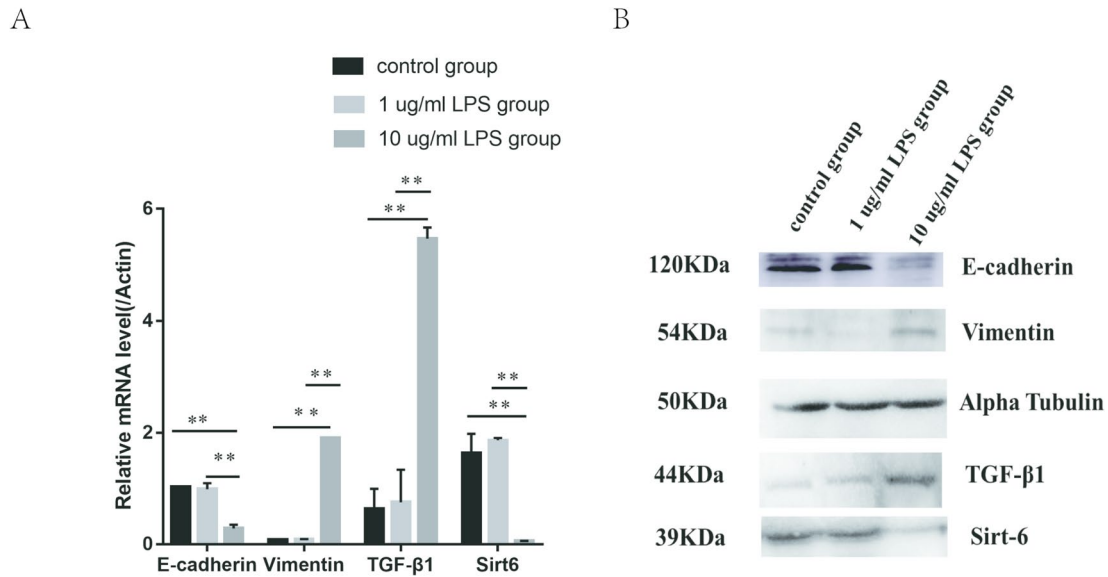 A
control group
1 ug/ml LPS group
10 ug/ml LPS group
**
**
**
**
**
**
**
**
6
4
2
0
Relative mRNA level(/Actin)
E-cadherin Vimentin TGF-β1 Sirt6
B
control group
1 ug/ml LPS group
10 ug/ml LPS group
120KDa E-cadherin
54KDa Vimentin
50KDa Alpha Tubulin
44KDa TGF-β1
39KDa Sirt-6